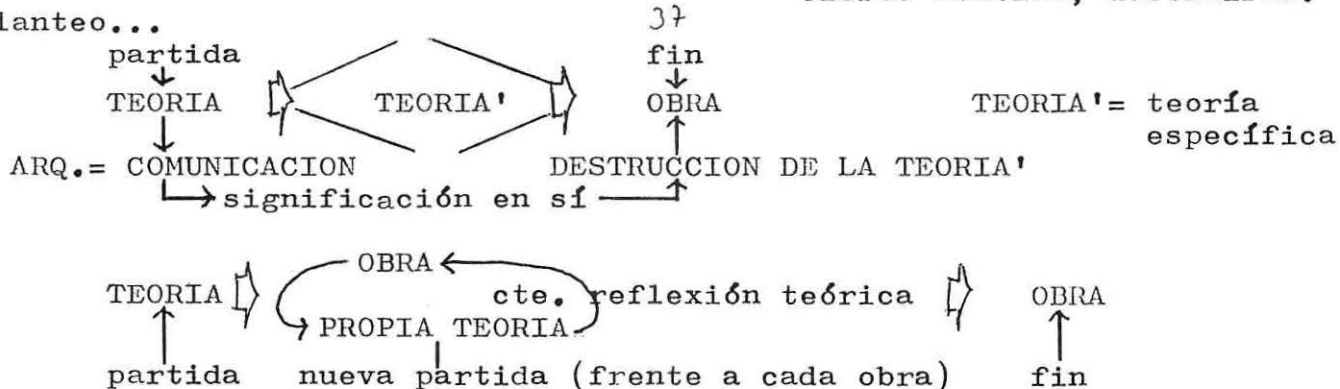 lanteo...
37
partida fin
TEORIA TEORIA' OBRA TEORIA'= teoría
específica
ARQ.= COMUNICACION DESTRUCCION DE LA TEORIA'
significación en sí
OBRA
TEORIA cte. reflexión teórica OBRA
PROPIA TEORIA
partida nueva partida (frente a cada obra) fin